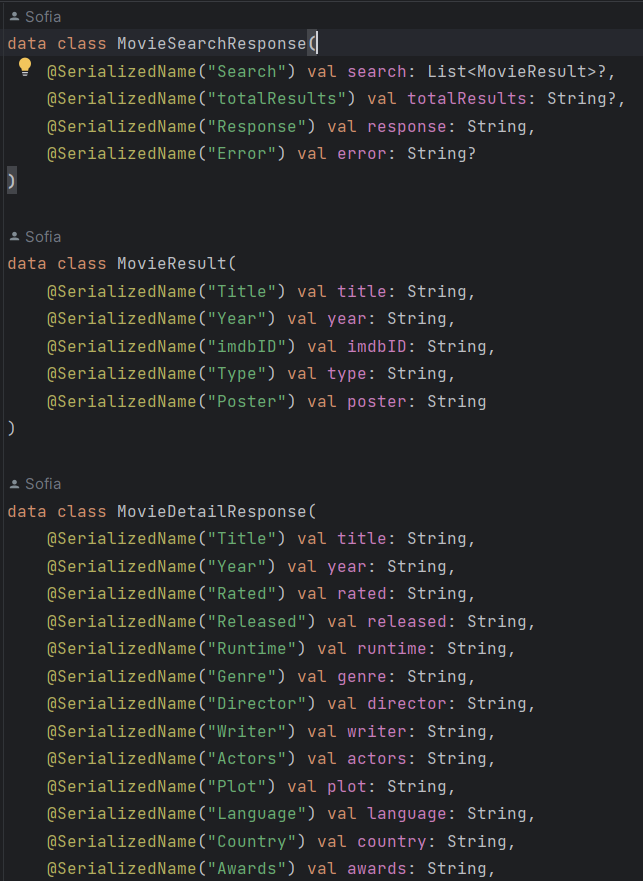 Sofia
data class MovieSearchResponse(
@SerializedName("Search") val search: List<MovieResult>?,
@SerializedName("totalResults") val totalResults: String?,
@SerializedName("Response") val response: String,
@SerializedName("Error") val error: String?
)
Sofia
data class MovieResult(
@SerializedName("Title") val title: String,
@SerializedName("Year") val year: String,
@SerializedName("imdbID") val imdbID: String,
@SerializedName("Type") val type: String,
@SerializedName("Poster") val poster: String
)
Sofia
data class MovieDetailResponse(
@SerializedName("Title") val title: String,
@SerializedName("Year") val year: String,
@SerializedName("Rated") val rated: String,
@SerializedName("Released") val released: String,
@SerializedName("Runtime") val runtime: String,
@SerializedName("Genre") val genre: String,
@SerializedName("Director") val director: String,
@SerializedName("Writer") val writer: String,
@SerializedName("Actors") val actors: String,
@SerializedName("Plot") val plot: String,
@SerializedName("Language") val language: String,
@SerializedName("Country") val country: String,
@SerializedName("Awards") val awards: String,